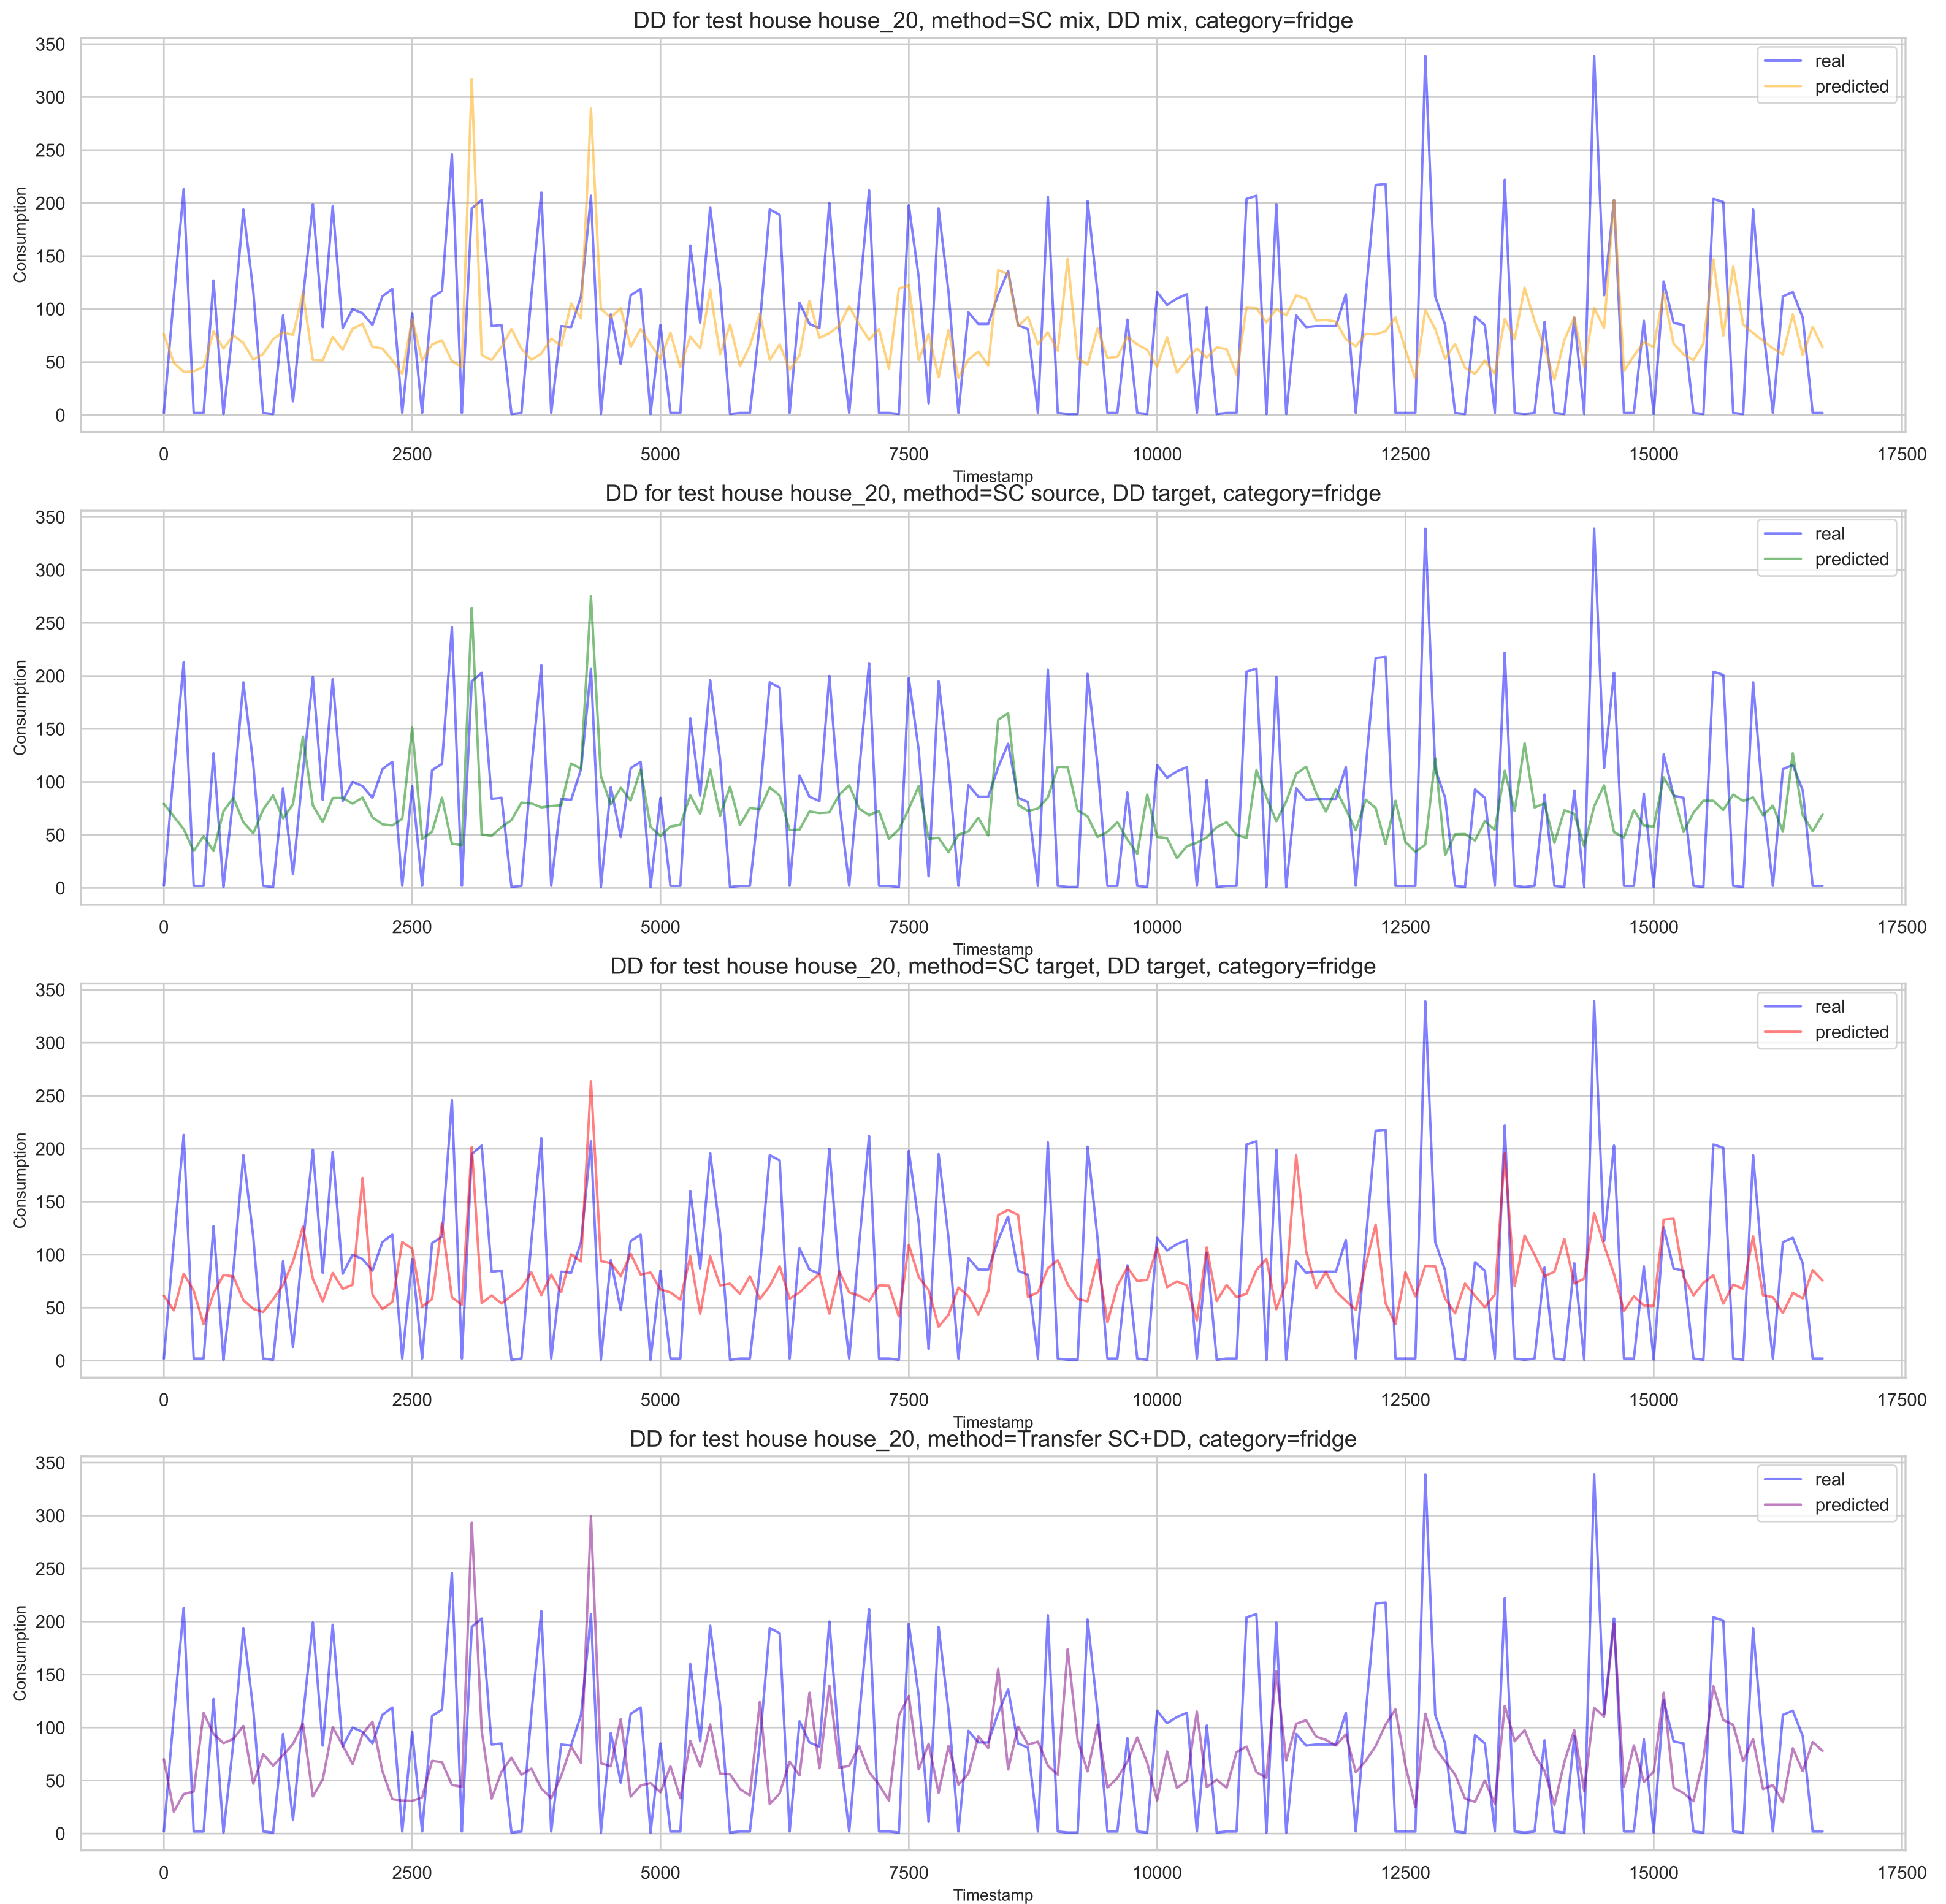 DD for test house house_20, method=SC mix, DD mix, category=fridge
350
300
250
200
150
100
50
0
Consumption
real
predicted
0 2500 5000 7500 10000 12500 15000 17500
Timestamp
DD for test house house_20, method=SC source, DD target, category=fridge
350
300
250
200
150
100
50
0
Consumption
real
predicted
0 2500 5000 7500 10000 12500 15000 17500
Timestamp
DD for test house house_20, method=SC target, DD target, category=fridge
350
300
250
200
150
100
50
0
Consumption
real
predicted
0 2500 5000 7500 10000 12500 15000 17500
Timestamp
DD for test house house_20, method=Transfer SC+DD, category=fridge
350
300
250
200
150
100
50
0
Consumption
real
predicted
0 2500 5000 7500 10000 12500 15000 17500
Timestamp